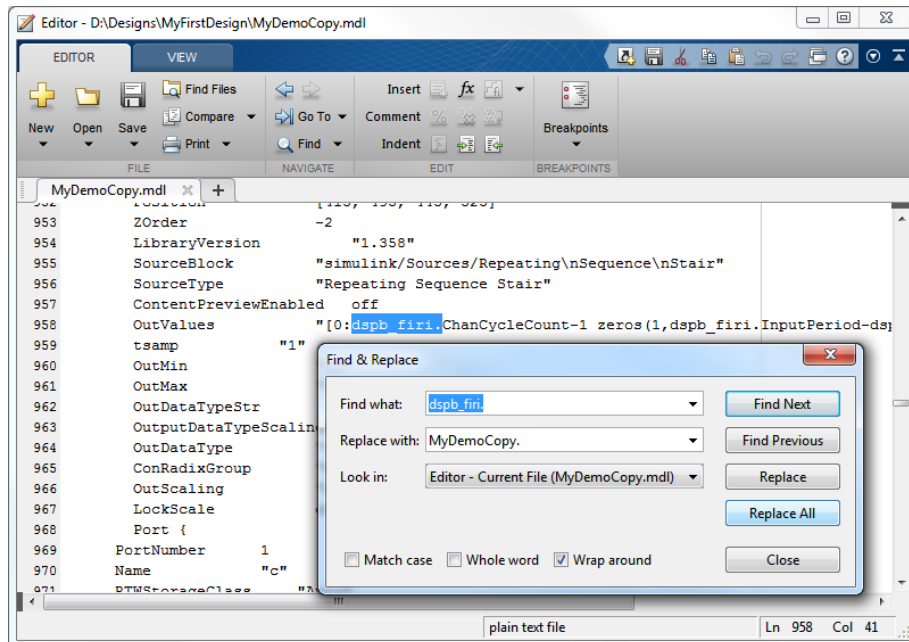 Editor - D:\Designs\MyFirstDesign\MyDemoCopy.mdl
EDITOR VIEW
New Open Save
Find Files
Compare
Print
Go To
Find
Insert fx
Comment
Indent
Breakpoints
FILE NAVIGATE EDIT BREAKPOINTS
MyDemoCopy.mdl
953 ZOrder -2
954 LibraryVersion "1.358"
955 SourceBlock "simulink/Sources/Repeating\nSequence\nStair"
956 SourceType "Repeating Sequence Stair"
957 ContentPreviewEnabled off
958 OutValues "[0:dspb_firi.ChanCycleCount-1 zeros(1,dspb_firi.InputPeriod-dsp
959 tsamp "1"
960 OutMin
961 OutMax
962 OutDataTypeStr
963 OutputDataTypeScaling
964 OutDataType
965 ConRadixGroup
966 OutScaling
967 LockScale
968 Port {
969 PortNumber 1
970 Name "c"
971 RTWStorageClass
Find & Replace
Find what: dspb_firi.
Replace with: MyDemoCopy.
Look in: Editor - Current File (MyDemoCopy.mdl)
Match case Whole word Wrap around
Find Next
Find Previous
Replace
Replace All
Close
plain text file Ln 958 Col 41